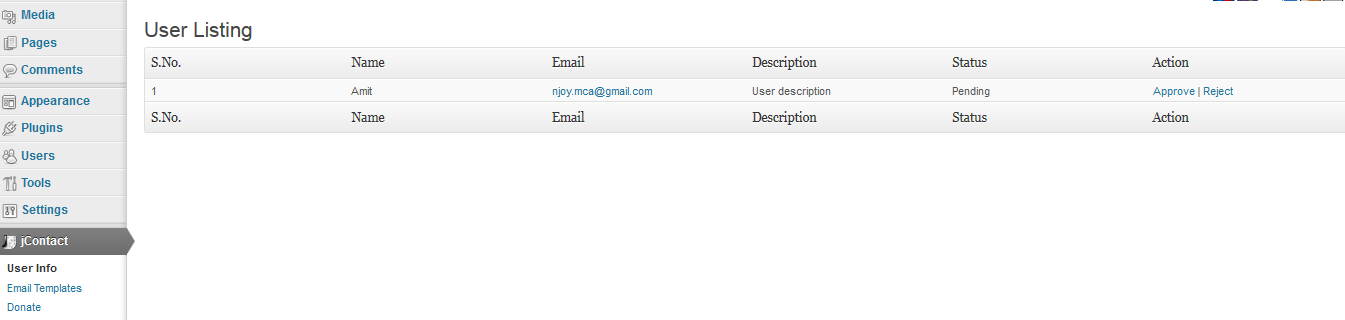 Media
Pages
Comments
Appearance
Plugins
Users
Tools
Settings
jContact
User Info
Email Templates
Donate
User Listing
S.No. Name Email Description Status Action
1 Amit njoy.mca@gmail.com User description Pending Approve | Reject
S.No. Name Email Description Status Action